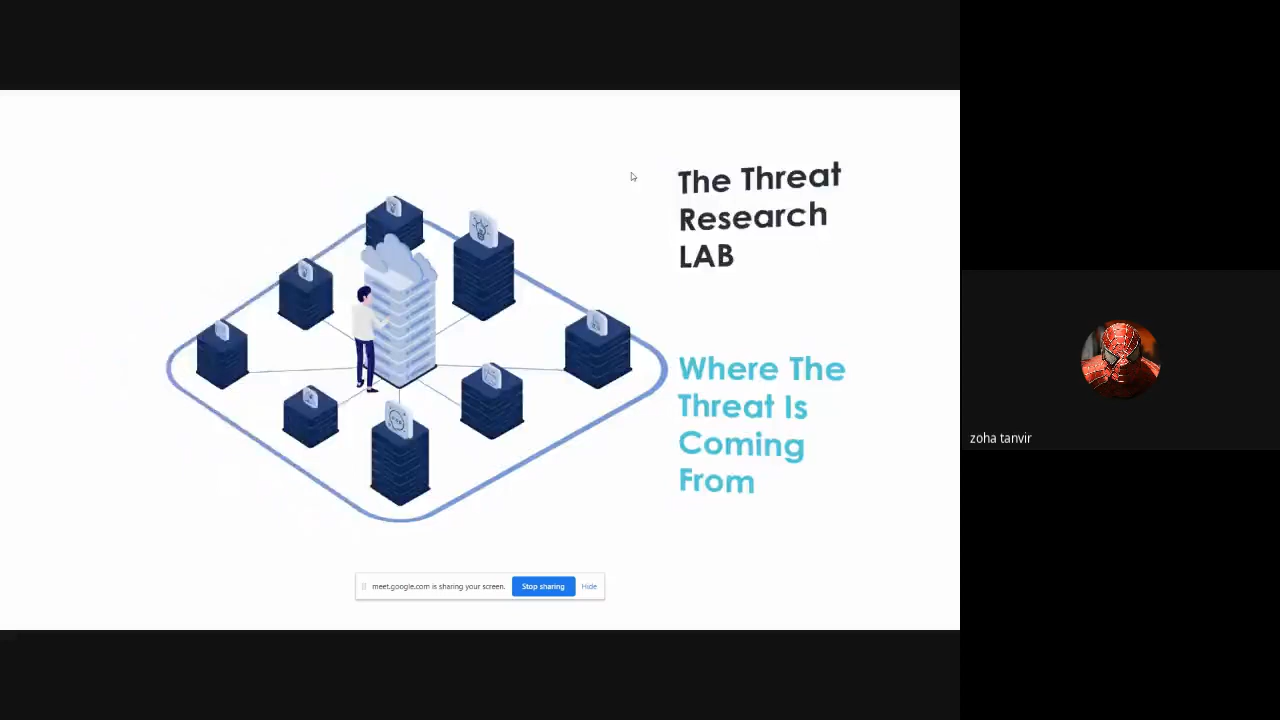 The Threat
Research
LAB
Where The
Threat Is
Coming
From
zoha tanvir
meet.google.com is sharing your screen.
Stop sharing
Hide